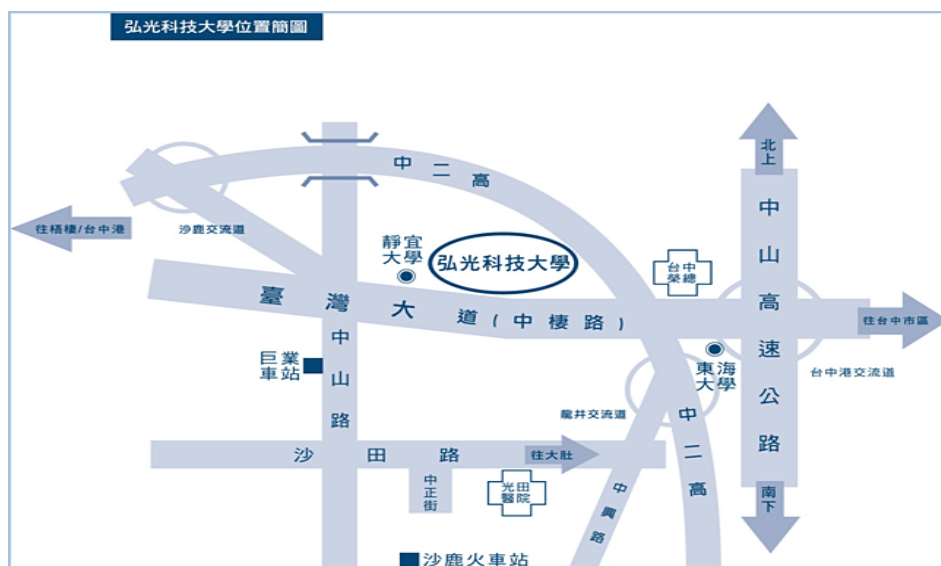 弘光科技大學位置簡圖
北上
中二高
中山高速公路
往梧棲/台中港
沙鹿交流道
靜宜
大學
弘光科技大學
台中
榮總
臺灣大道(中棲路)
往台中市區
中山路
巨業
車站
東海
大學
台中港交流道
龍井交流道
中二高
沙田路
往大肚
中正街
光田
醫院
中興路
南下
沙鹿火車站